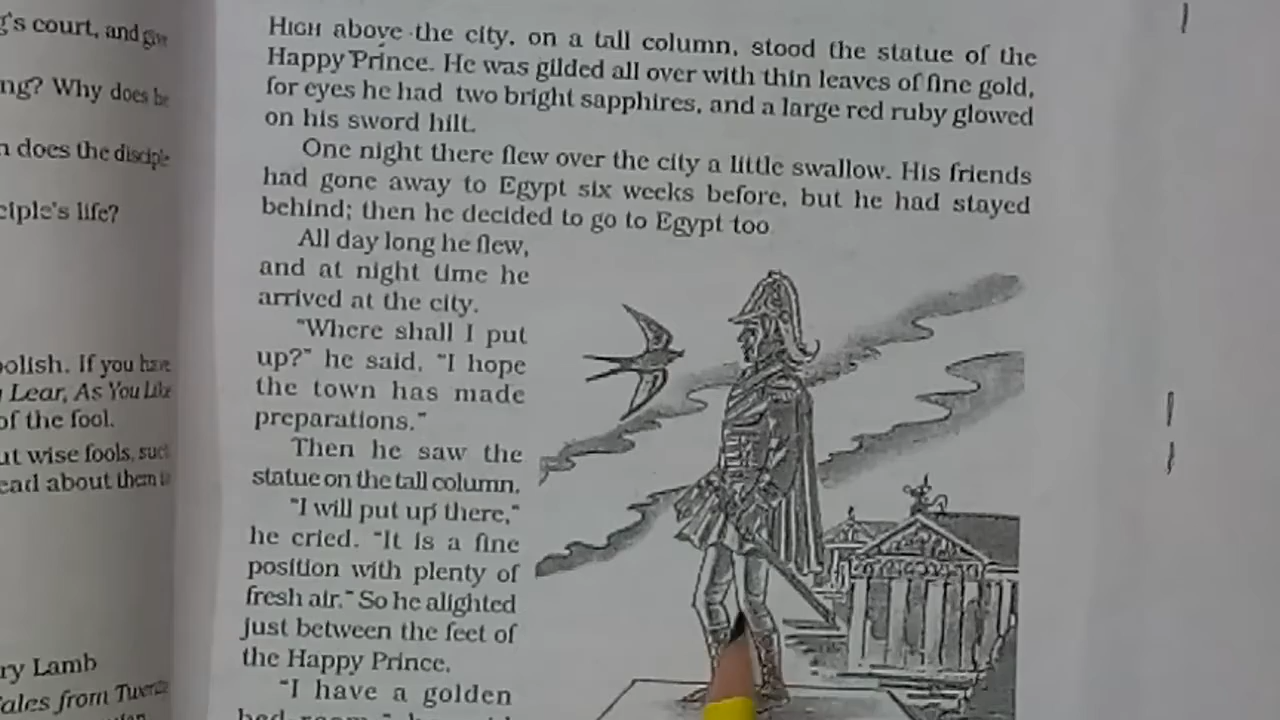 g's court, and give
ng? Why does he
n does the disciple
ciple's life?
polish. If you have
Lear, As You Like
of the fool.
ut wise fools, such
ead about them in
ry Lamb
Tales from
HIGH above the city, on a tall column, stood the statue of the
Happy Prince. He was gilded all over with thin leaves of fine gold,
for eyes he had two bright sapphires, and a large red ruby glowed
on his sword hilt.
One night there flew over the city a little swallow. His friends
had gone away to Egypt six weeks before, but he had stayed
behind; then he decided to go to Egypt too
All day long he flew,
and at night time he
arrived at the city.
"Where shall I put
up?" he said, "I hope
the town has made
preparations."
Then he saw the
statue on the tall column.
"I will put up there,"
he cried. "It is a fine
position with plenty of
fresh air." So he alighted
just between the feet of
the Happy Prince.
"I have a golden